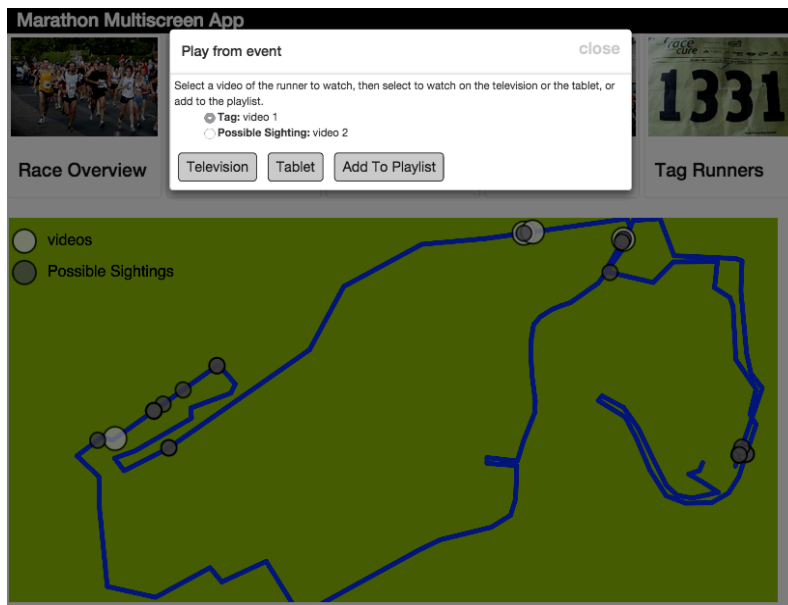 Marathon Multiscreen App
Play from event
close
race
cure
1331
Select a video of the runner to watch, then select to watch on the television or the tablet, or
add to the playlist.
Tag: video 1
Possible Sighting: video 2
Television
Tablet
Add To Playlist
Race Overview
Tag Runners
videos
Possible Sightings